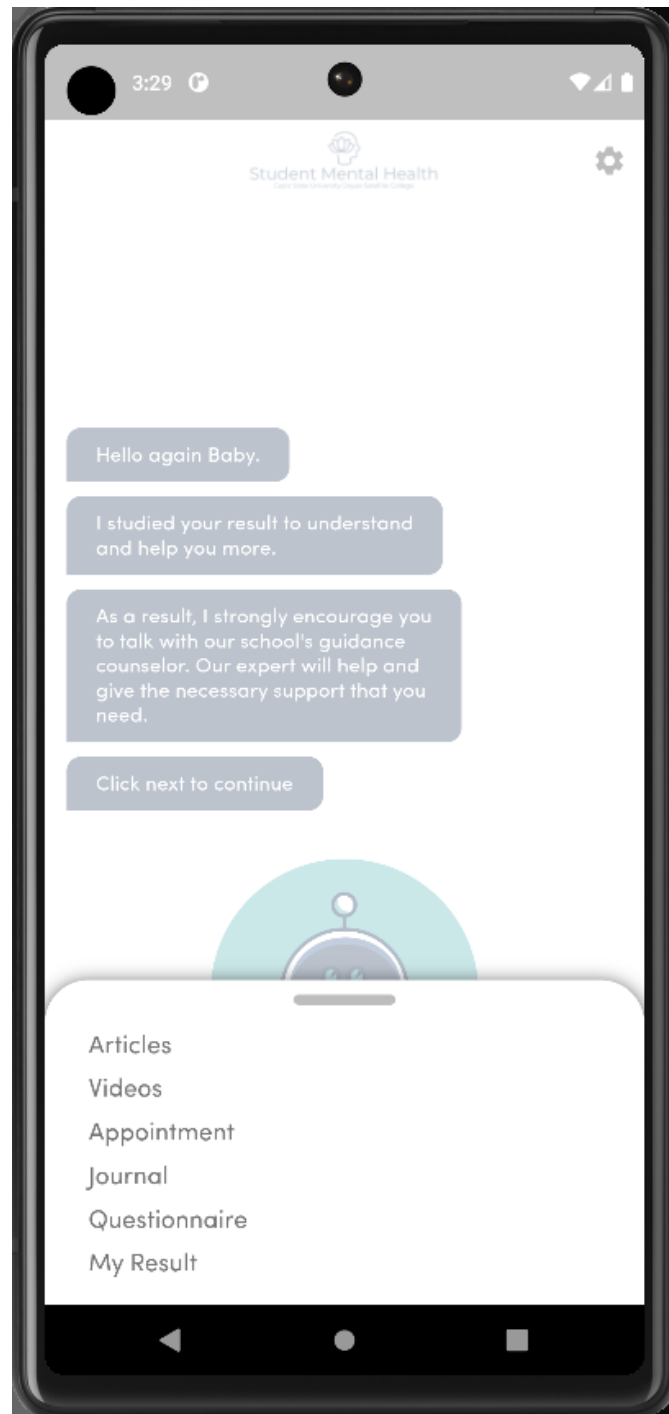 3:29
Student Mental Health
Hello again Baby.
I studied your result to understand
and help you more.
As a result, I strongly encourage you
to talk with our school's guidance
counselor. Our expert will help and
give the necessary support that you
need.
Click next to continue
Articles
Videos
Appointment
Journal
Questionnaire
My Result